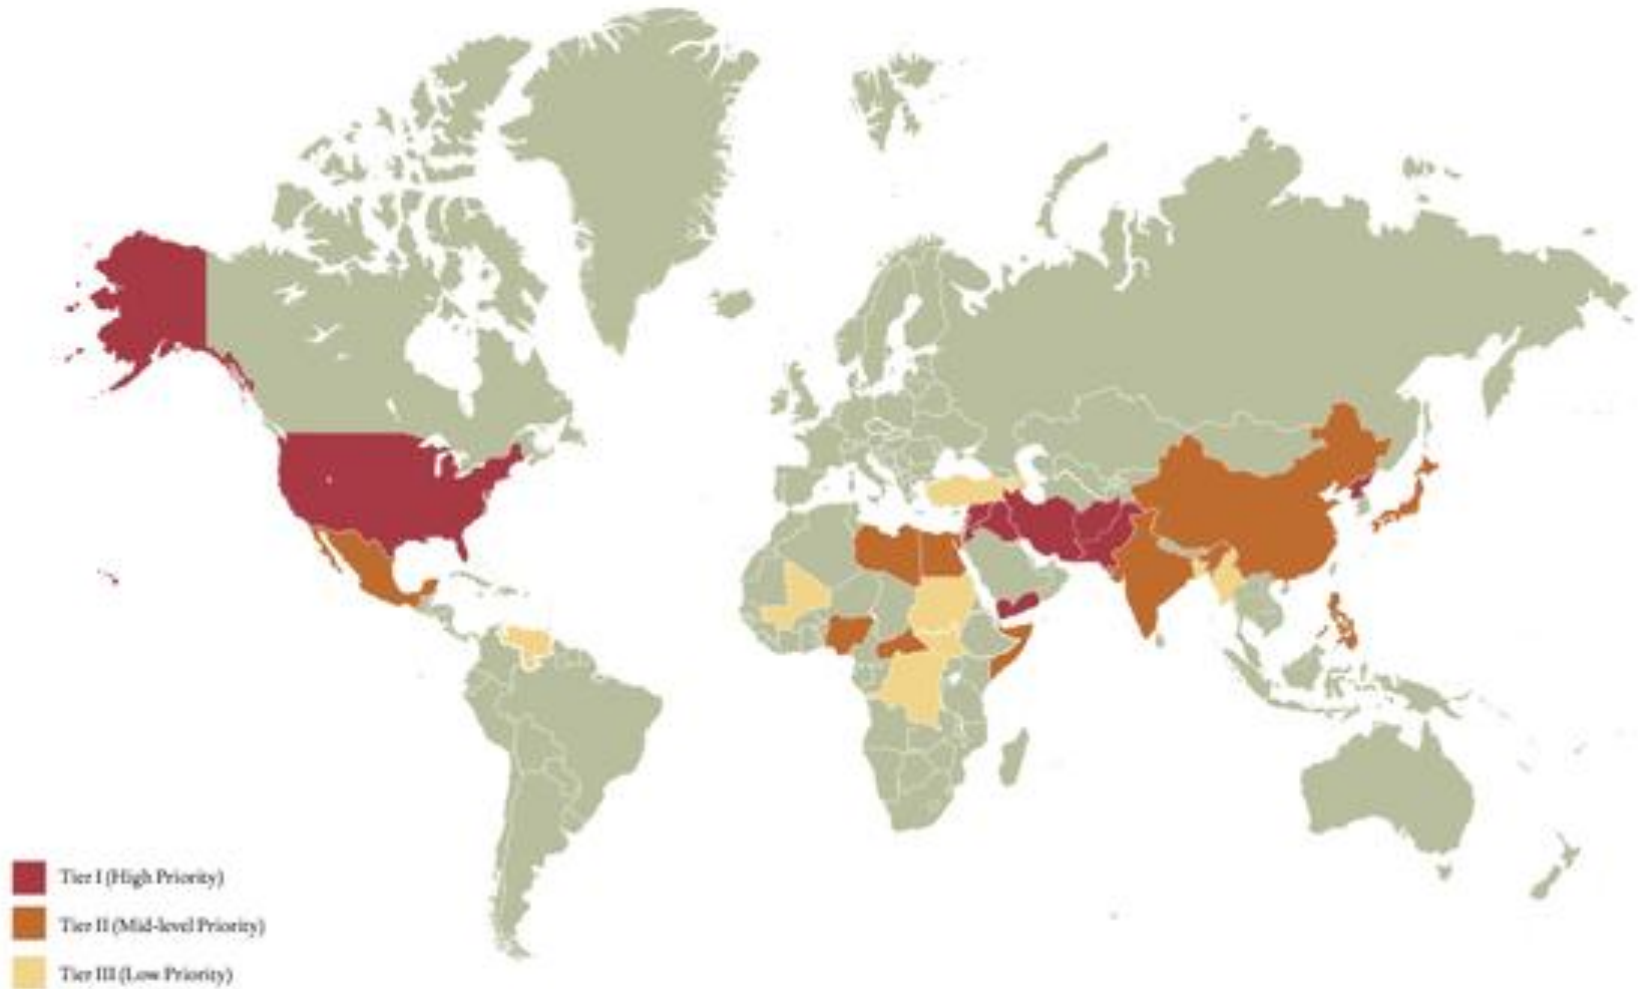 Tier I (High Priority)
Tier II (Mid-level Priority)
Tier III (Low Priority)